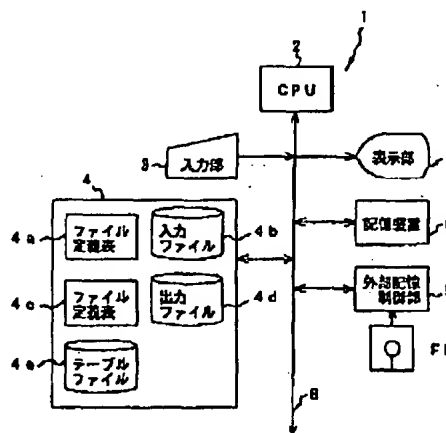 1
2
CPU
3
入力部
表示部
4
4a
ファイル
定義表
入力
ファイル
4b
記憶装置
4c
ファイル
定義表
出力
ファイル
4d
外部記憶
制御部
4e
テーブル
ファイル
F
8